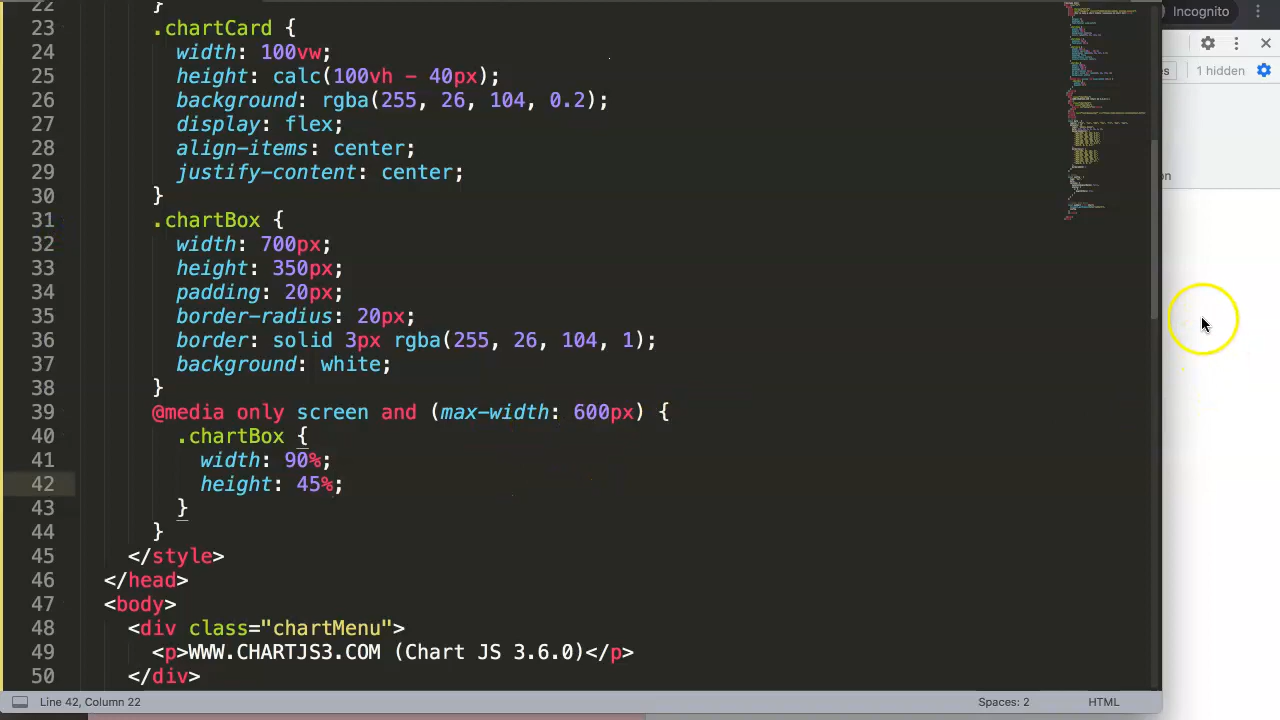 22 }
Incognito
23 .chartCard {
24 width: 100vw;
25 height: calc(100vh - 40px);
1 hidden
26 background: rgba(255, 26, 104, 0.2);
27 display: flex;
28 align-items: center;
29 justify-content: center;
30 }
31 .chartBox {
32 width: 700px;
33 height: 350px;
34 padding: 20px;
35 border-radius: 20px;
36 border: solid 3px rgba(255, 26, 104, 1);
37 background: white;
38 }
39 @media only screen and (max-width: 600px) {
40 .chartBox {
41 width: 90%;
42 height: 45%;
43 }
44 }
45 </style>
46 </head>
47 <body>
48 <div class="chartMenu">
49 <p>WWW.CHARTJS3.COM (Chart JS 3.6.0)</p>
50 </div>
Line 42, Column 22
Spaces: 2
HTML